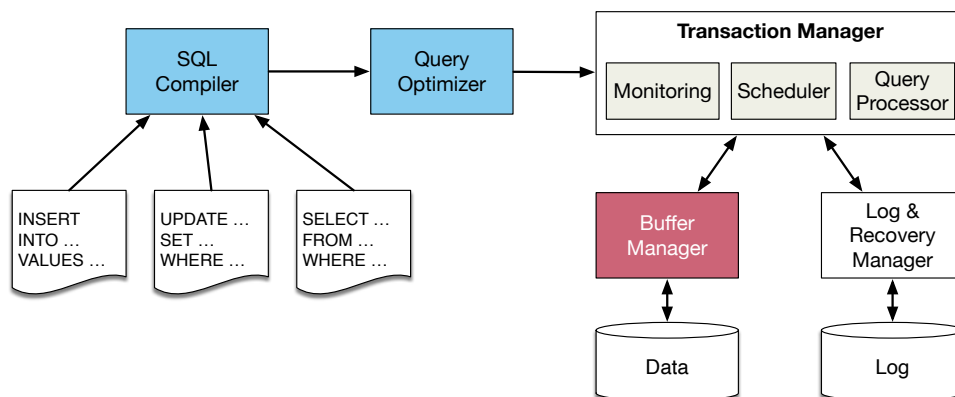 SQL
Compiler
Query
Optimizer
Transaction Manager
Monitoring
Scheduler
Query
Processor
INSERT
INTO …
VALUES …
UPDATE …
SET …
WHERE …
SELECT …
FROM …
WHERE …
Buffer
Manager
Log &
Recovery
Manager
Data
Log